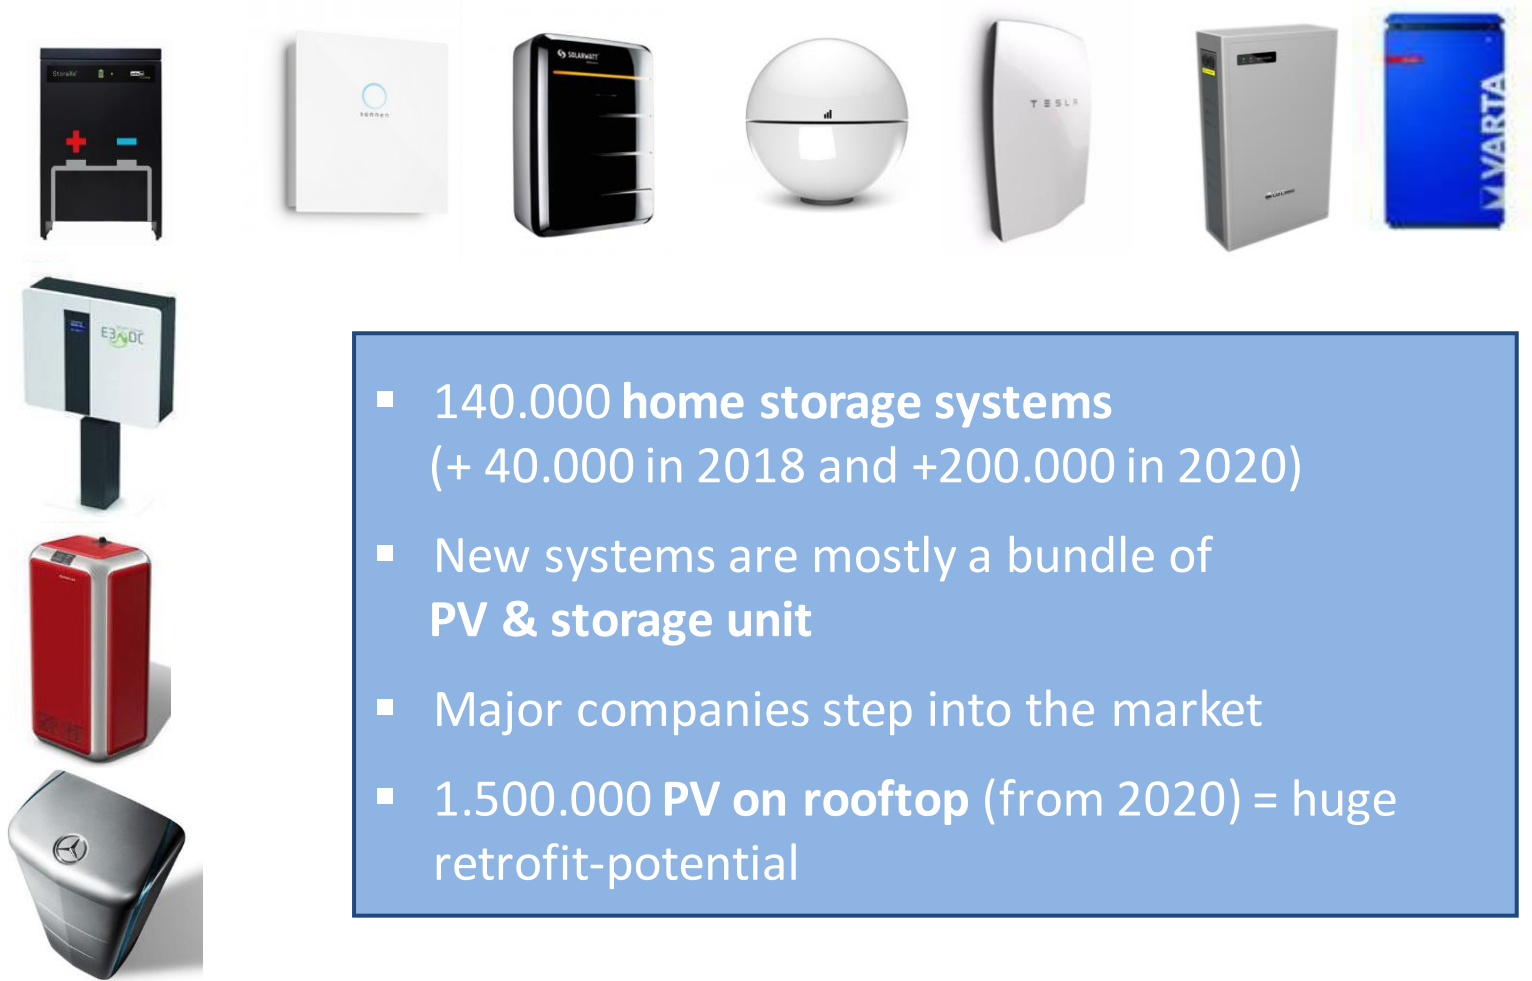 StoraXe
sonnen
SOLARWATT
TESLA
VARTA
E3 DC
▪ 140.000 home storage systems
(+ 40.000 in 2018 and +200.000 in 2020)
▪ New systems are mostly a bundle of
PV & storage unit
▪ Major companies step into the market
▪ 1.500.000 PV on rooftop (from 2020) = huge
retrofit-potential